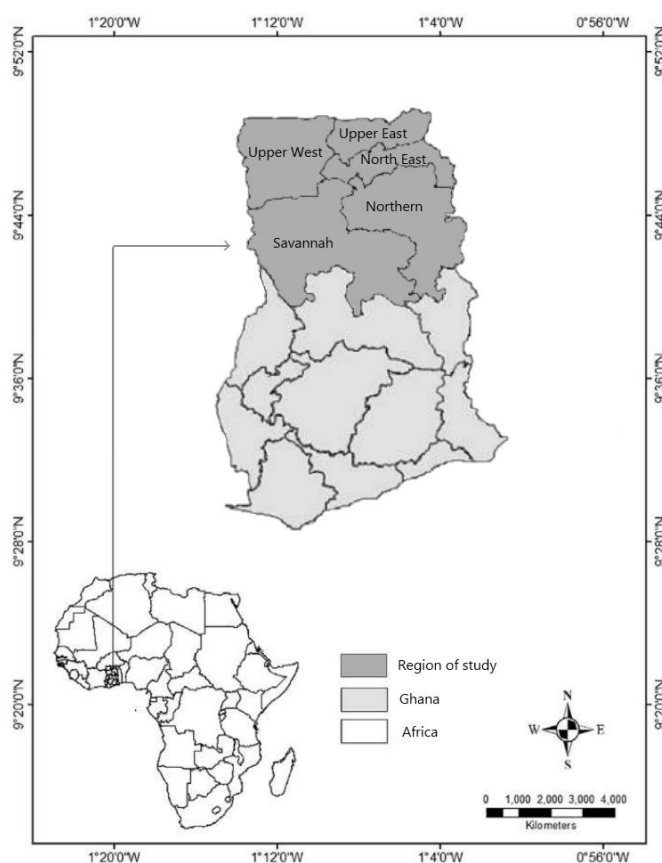 1°20'0"W 1°12'0"W 1°4'0"W 0°56'0"W
9°52'0"N 9°52'0"N
Upper East
Upper West North East
9°44'0"N 9°44'0"N
Northern
Savannah
9°36'0"N 9°36'0"N
9°28'0"N 9°28'0"N
Region of study
Ghana
Africa
9°20'0"N 9°20'0"N
N
W E
S
0 1,000 2,000 3,000 4,000
Kilometers
1°20'0"W 1°12'0"W 1°4'0"W 0°56'0"W